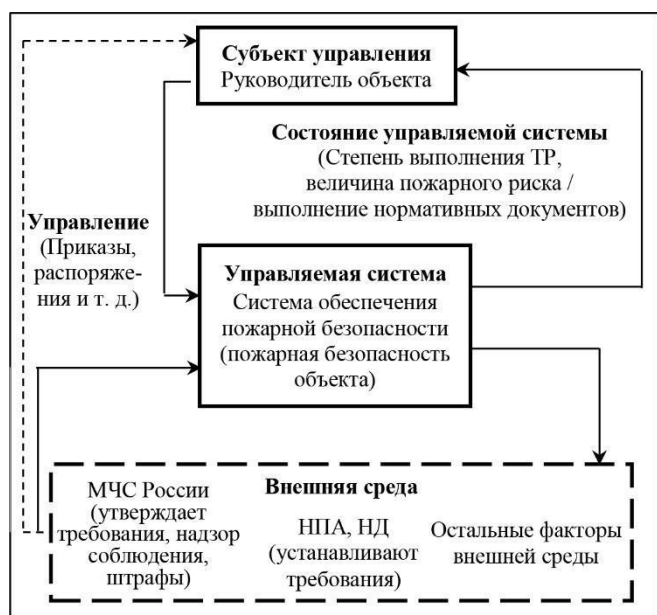 Субъект управления
Руководитель объекта
Состояние управляемой системы
(Степень выполнения ТР,
величина пожарного риска /
выполнение нормативных документов)
Управление
(Приказы,
распоряже-
ния и т. д.)
Управляемая система
Система обеспечения
пожарной безопасности
(пожарная безопасность
объекта)
Внешняя среда
МЧС России
(утверждает
требования, надзор
соблюдения,
штрафы)
НПА, НД
(устанавливают
требования)
Остальные факторы
внешней среды